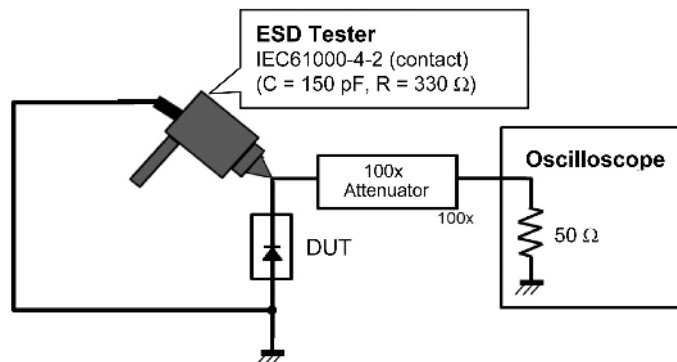 ESD Tester
IEC61000-4-2 (contact)
(C = 150 pF, R = 330 Ω)
100x
Attenuator
100x
Oscilloscope
50 Ω
DUT